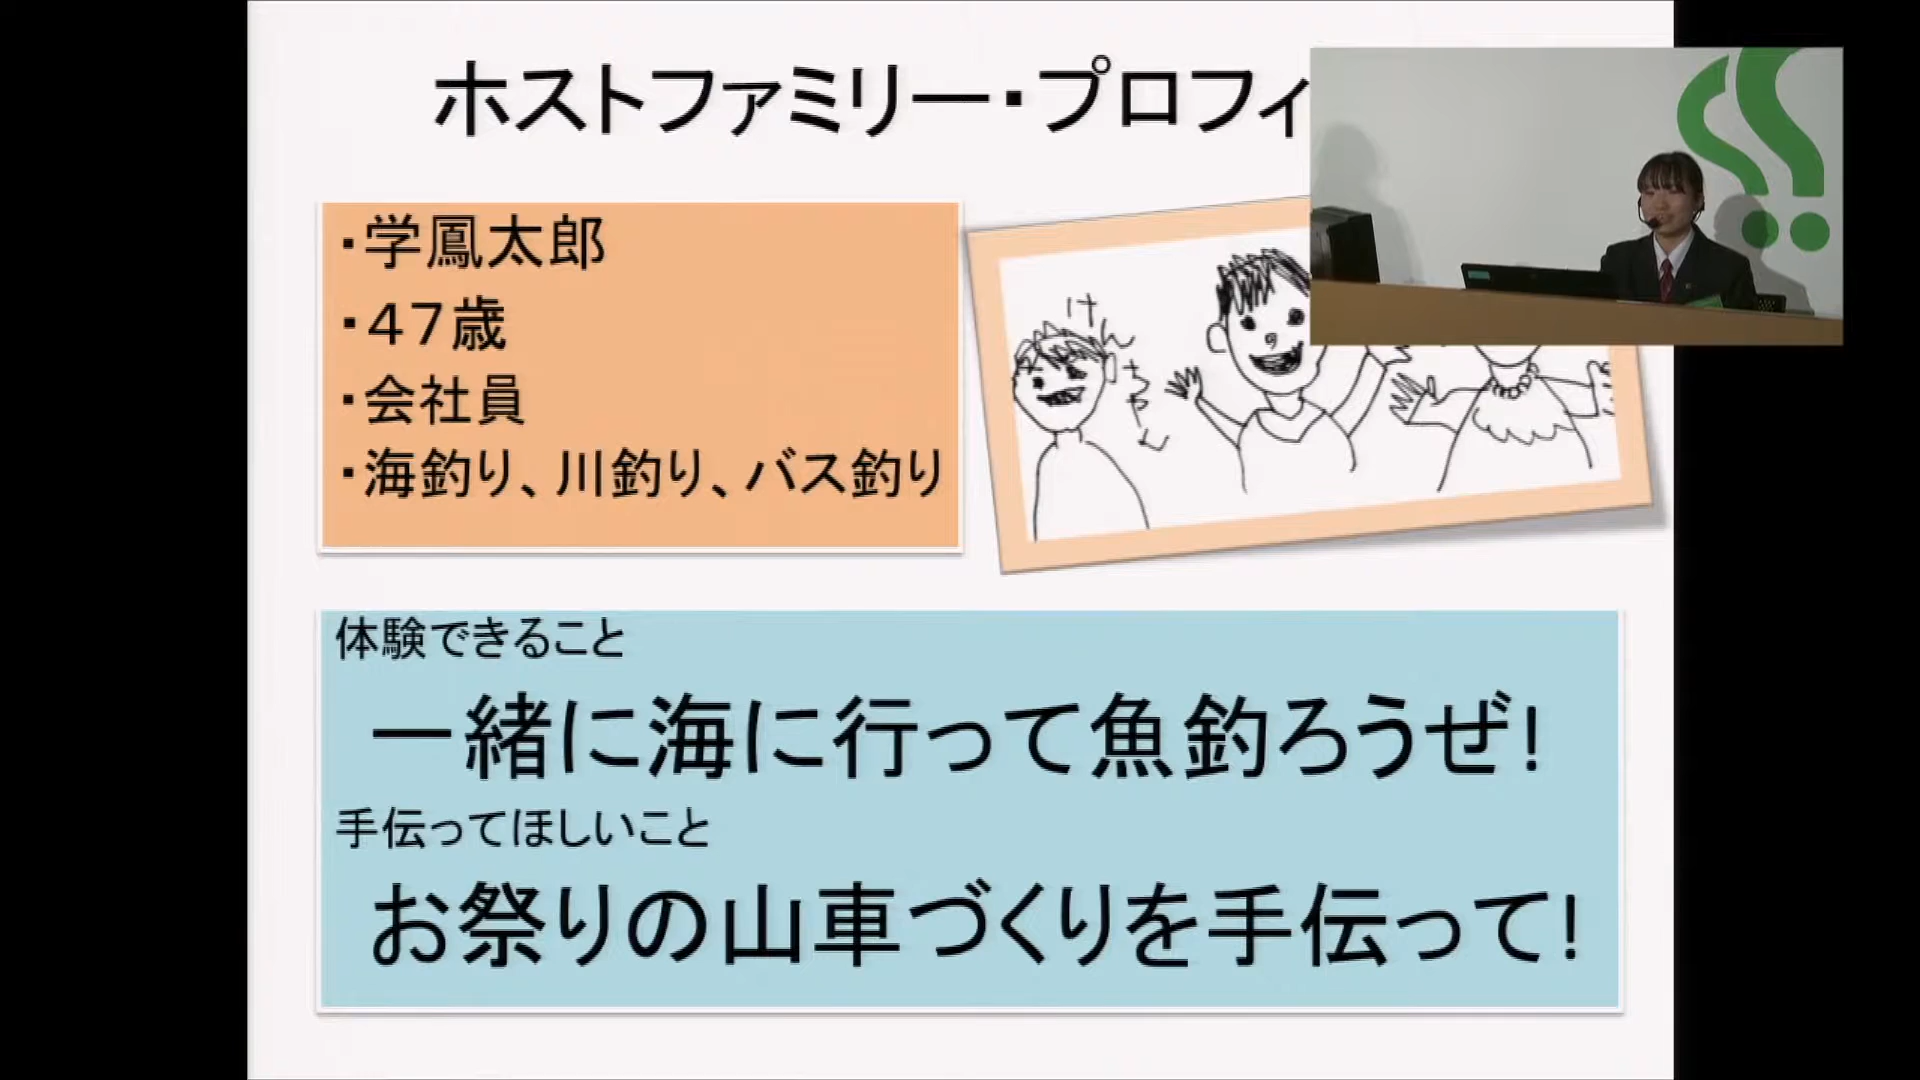 ホストファミリー・プロフィ
・学鳳太郎
・47歳
・会社員
・海釣り、川釣り、バス釣り
けんちゃん
体験できること
一緒に海に行って魚釣ろうぜ!
手伝ってほしいこと
お祭りの山車づくりを手伝って!